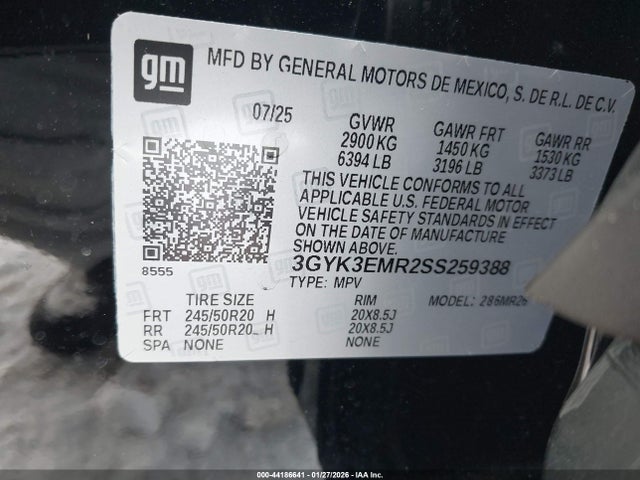 gm
MFD BY GENERAL MOTORS DE MEXICO, S. DE R.L. DE C.V.
07/25
GVWR GAWR FRT GAWR RR
2900 KG 1450 KG 1530 KG
6394 LB 3196 LB 3373 LB
THIS VEHICLE CONFORMS TO ALL
APPLICABLE U.S. FEDERAL MOTOR
VEHICLE SAFETY STANDARDS IN EFFECT
ON THE DATE OF MANUFACTURE
SHOWN ABOVE.
8555
3GYK3EMR2SS259388
TYPE: MPV MODEL: 286MR26
TIRE SIZE RIM
FRT 245/50R20 H 20X8.5J
RR 245/50R20 H 20X8.5J
SPA NONE NONE
000-44186641 - 01/27/2026 - IAA Inc.